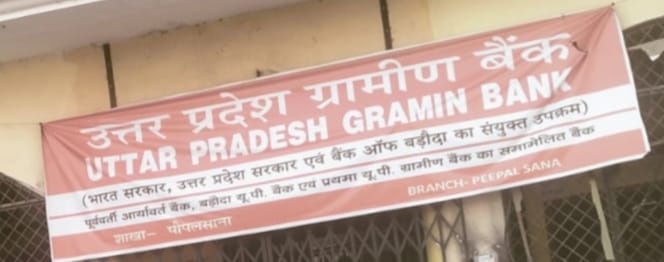 उत्तर प्रदेश ग्रामीण बैंक
UTTAR PRADESH GRAMIN BANK
(भारत सरकार, उत्तर प्रदेश सरकार एवं बैंक ऑफ बड़ौदा का संयुक्त उपक्रम)
पूर्ववर्ती आर्यावर्त बैंक, बड़ौदा यू.पी. बैंक एवं प्रथमा यू.पी. ग्रामीण बैंक का समामेलित बैंक
शाखा- पीपलसाना BRANCH- PEEPAL SANA